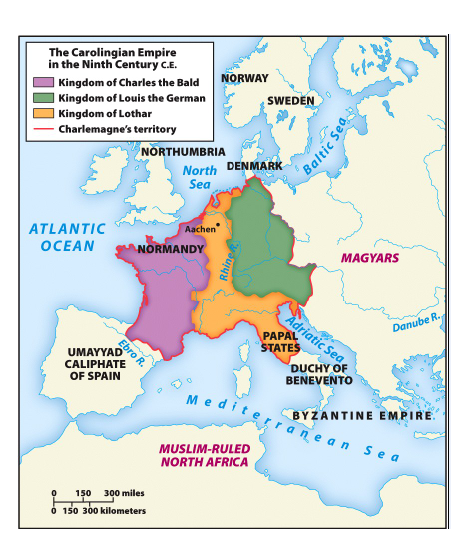 The Carolingian Empire
in the Ninth Century C.E.
Kingdom of Charles the Bald
Kingdom of Louis the German
Kingdom of Lothar
Charlemagne's territory
NORWAY
SWEDEN
Baltic Sea
NORTHUMBRIA
DENMARK
North
Sea
ATLANTIC
OCEAN
Aachen
NORMANDY
Rhine R.
MAGYARS
Danube R.
Adriatic Sea
PAPAL
STATES
UMAYYAD
CALIPHATE
OF SPAIN
Ebro R.
DUCHY OF
BENEVENTO
BYZANTINE EMPIRE
Mediterranean Sea
MUSLIM-RULED
NORTH AFRICA
0 150 300 miles
0 150 300 kilometers